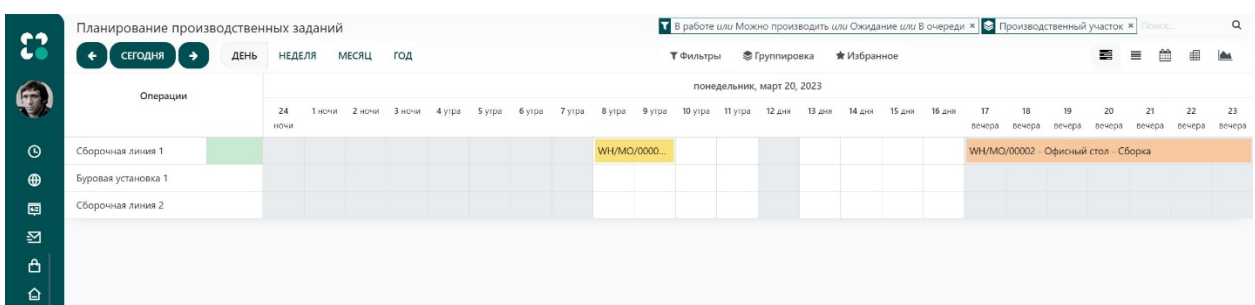 Планирование производственных заданий
В работе или Можно производить или Ожидание или В очереди × Производственный участок × Поиск...
СЕГОДНЯ ДЕНЬ НЕДЕЛЯ МЕСЯЦ ГОД Фильтры Группировка Избранное
Операции
понедельник, март 20, 2023
24 ночи 1 ночи 2 ночи 3 ночи 4 утра 5 утра 6 утра 7 утра 8 утра 9 утра 10 утра 11 утра 12 дня 13 дня 14 дня 15 дня 16 дня 17 вечера 18 вечера 19 вечера 20 вечера 21 вечера 22 вечера 23 вечера
Сборочная линия 1 WH/MO/0000... WH/MO/00002 - Офисный стол - Сборка
Буровая установка 1
Сборочная линия 2